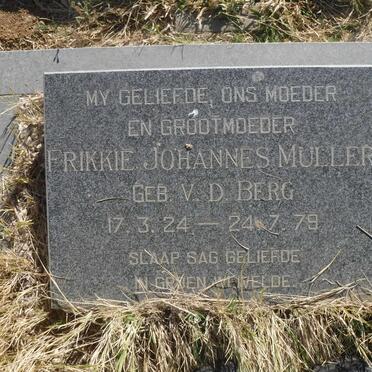 MY GELIEFDE, ONS MOEDER
EN GROOTMOEDER
FRIKKIE JOHANNES MULLER
GEB. V. D. BERG
17. 3. 24 — 24. 7. 79
SLAAP SAG GELIEFDE
IN